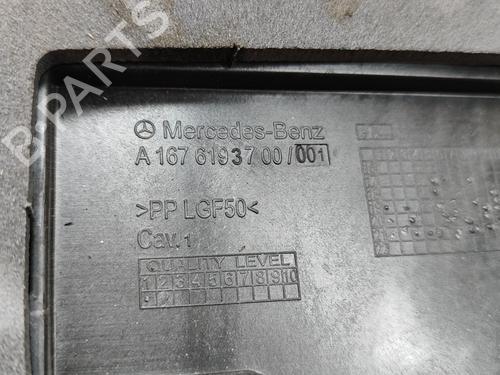 Mercedes-Benz
A 167 619 37 00 / 001
>PP LGF50<
Cav. 1
QUALITY LEVEL
1 2 3 4 5 6 7 8 9 10
B-PARTS